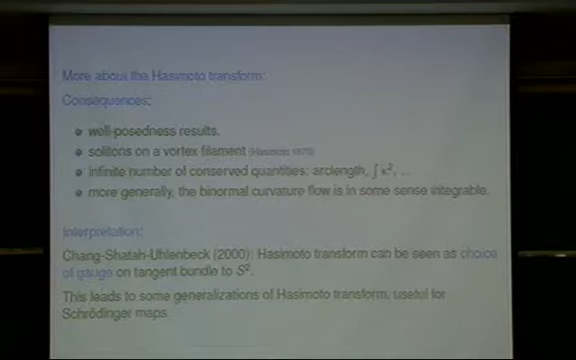 More about the Hasimoto transform:
Consequences:
well-posedness results.
solitons on a vortex filament (Hasimoto 1972)
infinite number of conserved quantities: arclength, ∫ κ², ...
more generally, the binormal curvature flow is in some sense integrable.
Interpretation:
Chang-Shatah-Uhlenbeck (2000): Hasimoto transform can be seen as choice
of gauge on tangent bundle to S².
This leads to some generalizations of Hasimoto transform, useful for
Schrödinger maps.